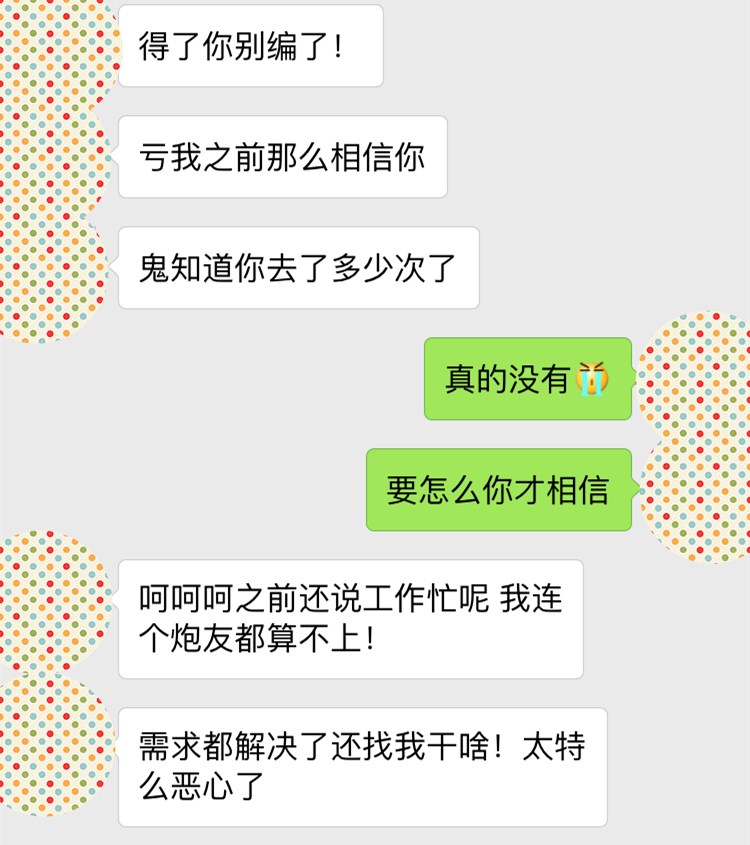 得了你别编了！
亏我之前那么相信你
鬼知道你去了多少次了
真的没有😭
要怎么你才相信
呵呵呵之前还说工作忙呢 我连
个炮友都算不上！
需求都解决了还找我干啥！太特
么恶心了